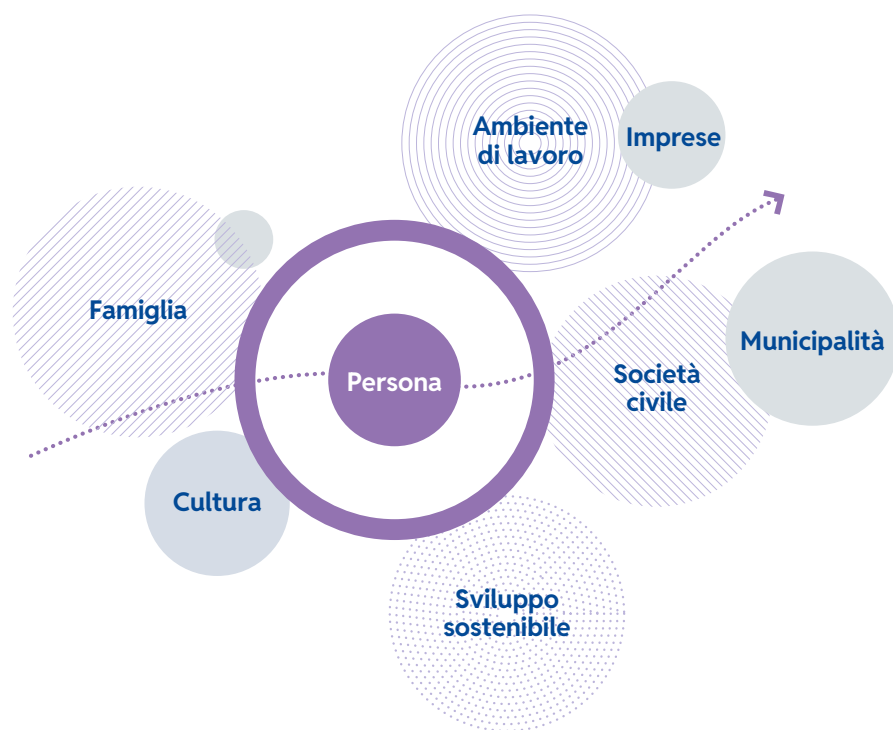 Ambiente
di lavoro
Imprese
Famiglia
Municipalità
Persona
Società
civile
Cultura
Sviluppo
sostenibile